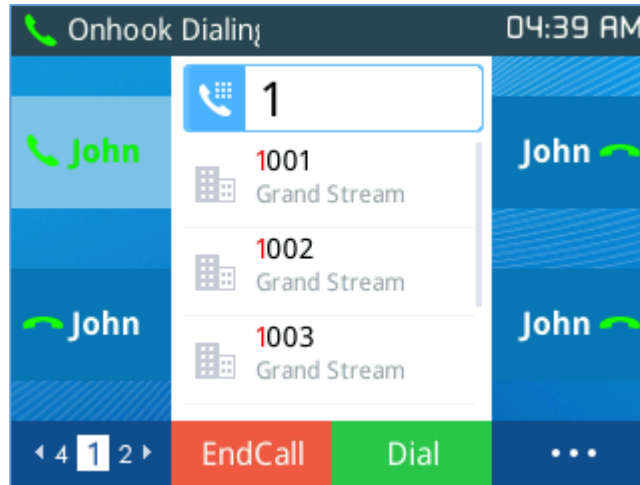 Onhook Dialing
04:39 AM
1
John
John
1001
Grand Stream
1002
Grand Stream
John
John
1003
Grand Stream
4 1 2
EndCall
Dial
...